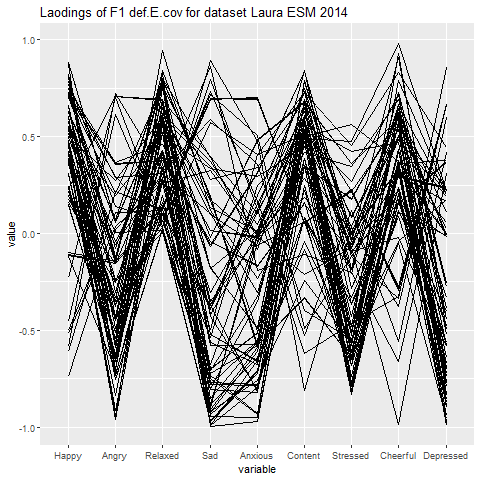 Laodings of F1 def.E.cov for dataset Laura ESM 2014
1.0
0.5
0.0
-0.5
-1.0
value
Happy Angry Relaxed Sad Anxious Content Stressed Cheerful Depressed
variable